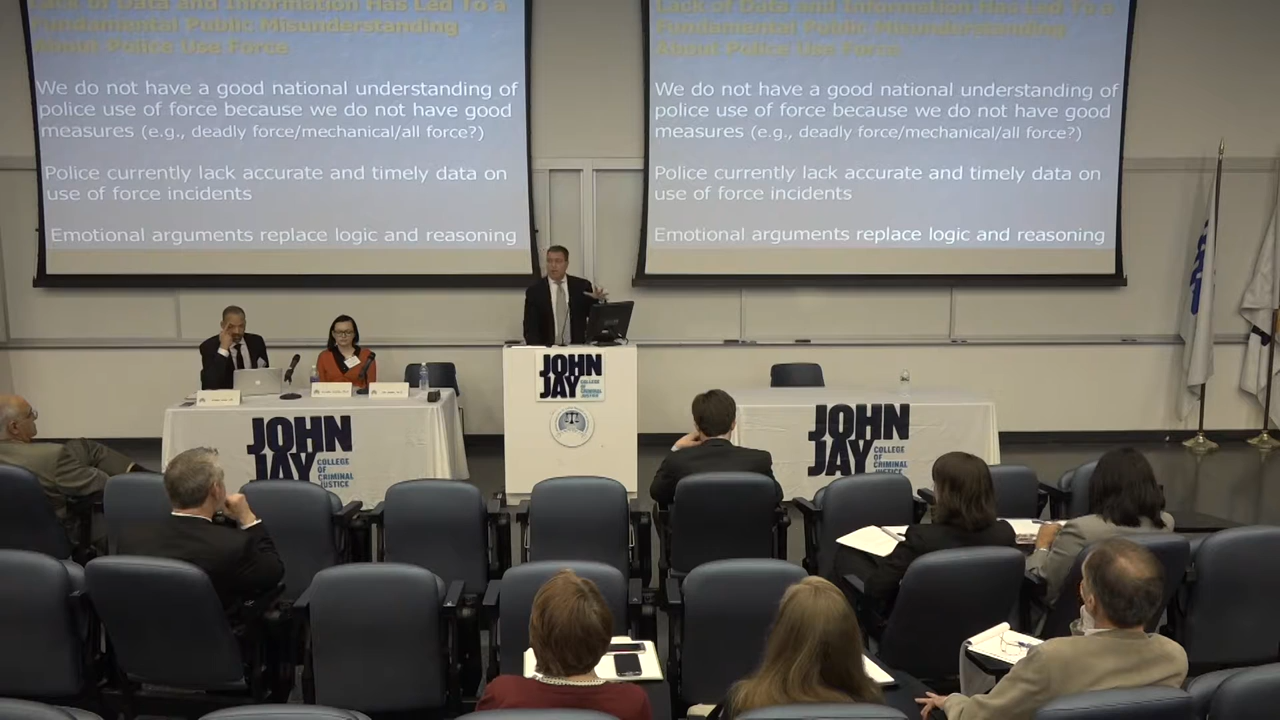 Lack of Data and Information Has Led To a
Fundamental Public Misunderstanding
About Police Use Force
We do not have a good national understanding of
police use of force because we do not have good
measures (e.g., deadly force/mechanical/all force?)
Police currently lack accurate and timely data on
use of force incidents
Emotional arguments replace logic and reasoning
Lack of Data and Information Has Led To a
Fundamental Public Misunderstanding
About Police Use Force
We do not have a good national understanding of
police use of force because we do not have good
measures (e.g., deadly force/mechanical/all force?)
Police currently lack accurate and timely data on
use of force incidents
Emotional arguments replace logic and reasoning
JOHN
JAY
COLLEGE
OF
CRIMINAL
JUSTICE
JOHN
JAY
COLLEGE
OF
CRIMINAL
JUSTICE
JOHN
JAY
COLLEGE
OF
CRIMINAL
JUSTICE